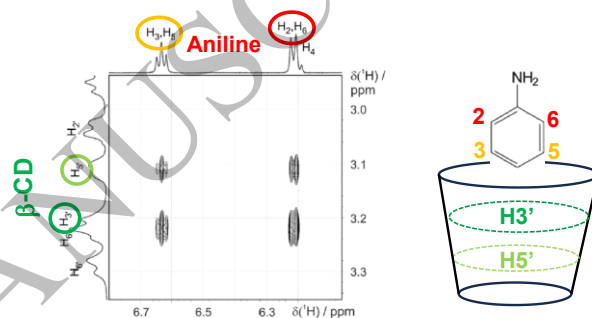 H3,H5
Aniline
H2,H6
H4
δ(¹H) /
ppm
3.0
3.1
3.2
3.3
6.7
6.5
6.3
δ(¹H) / ppm
β-CD
H2'
H5'
H3'
H6'
NH2
2
6
3
5
H3'
H5'
ANUSC